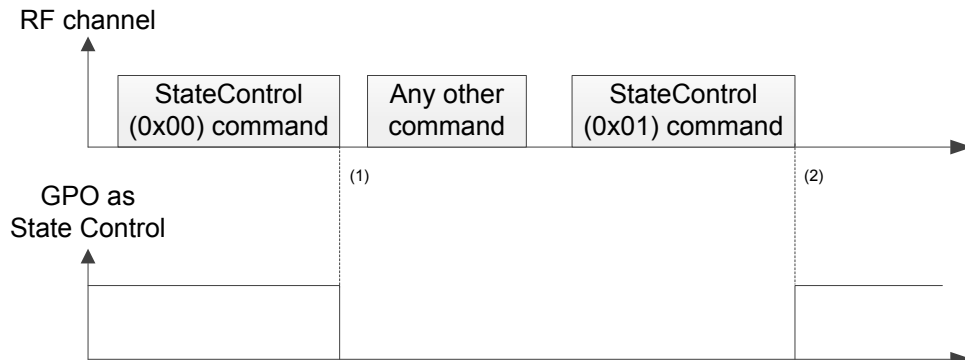 RF channel
StateControl
(0x00) command
Any other
command
StateControl
(0x01) command
(1)
(2)
GPO as
State Control